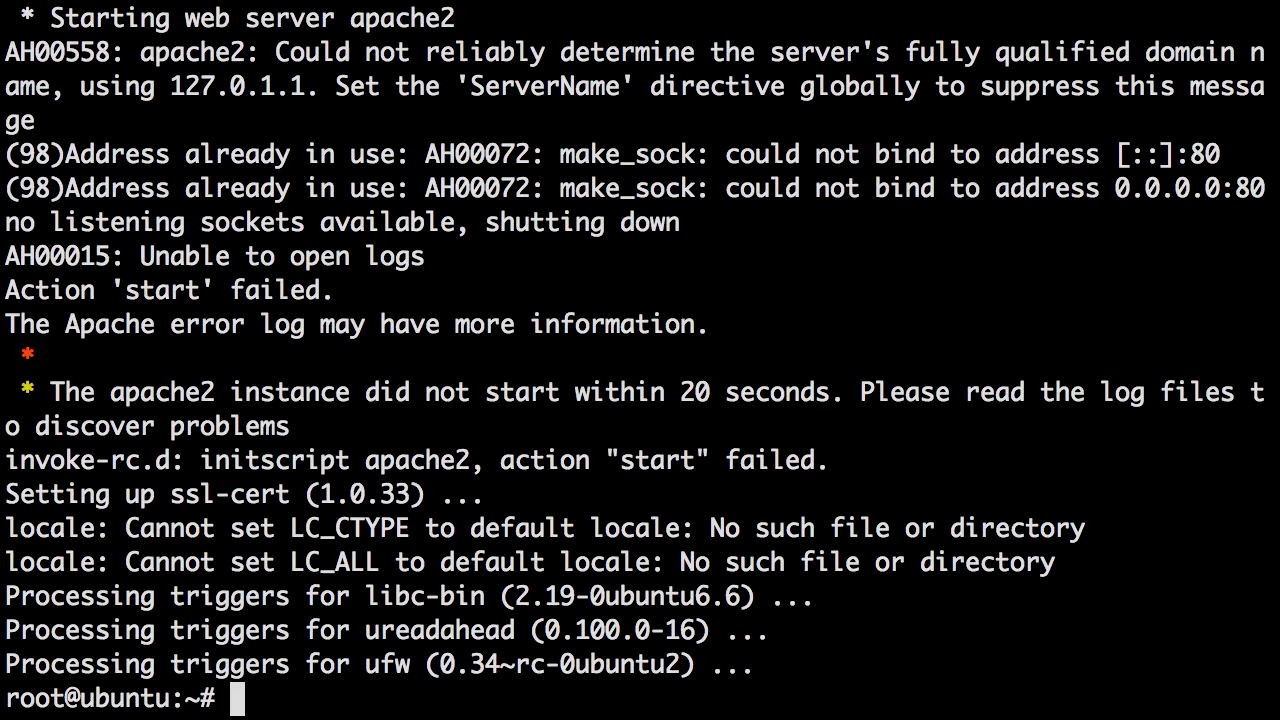 * Starting web server apache2
AH00558: apache2: Could not reliably determine the server's fully qualified domain n
ame, using 127.0.1.1. Set the 'ServerName' directive globally to suppress this messa
ge
(98)Address already in use: AH00072: make_sock: could not bind to address [::]:80
(98)Address already in use: AH00072: make_sock: could not bind to address 0.0.0.0:80
no listening sockets available, shutting down
AH00015: Unable to open logs
Action 'start' failed.
The Apache error log may have more information.
 *
 * The apache2 instance did not start within 20 seconds. Please read the log files t
o discover problems
invoke-rc.d: initscript apache2, action "start" failed.
Setting up ssl-cert (1.0.33) ...
locale: Cannot set LC_CTYPE to default locale: No such file or directory
locale: Cannot set LC_ALL to default locale: No such file or directory
Processing triggers for libc-bin (2.19-0ubuntu6.6) ...
Processing triggers for ureadahead (0.100.0-16) ...
Processing triggers for ufw (0.34~rc-0ubuntu2) ...
root@ubuntu:~#